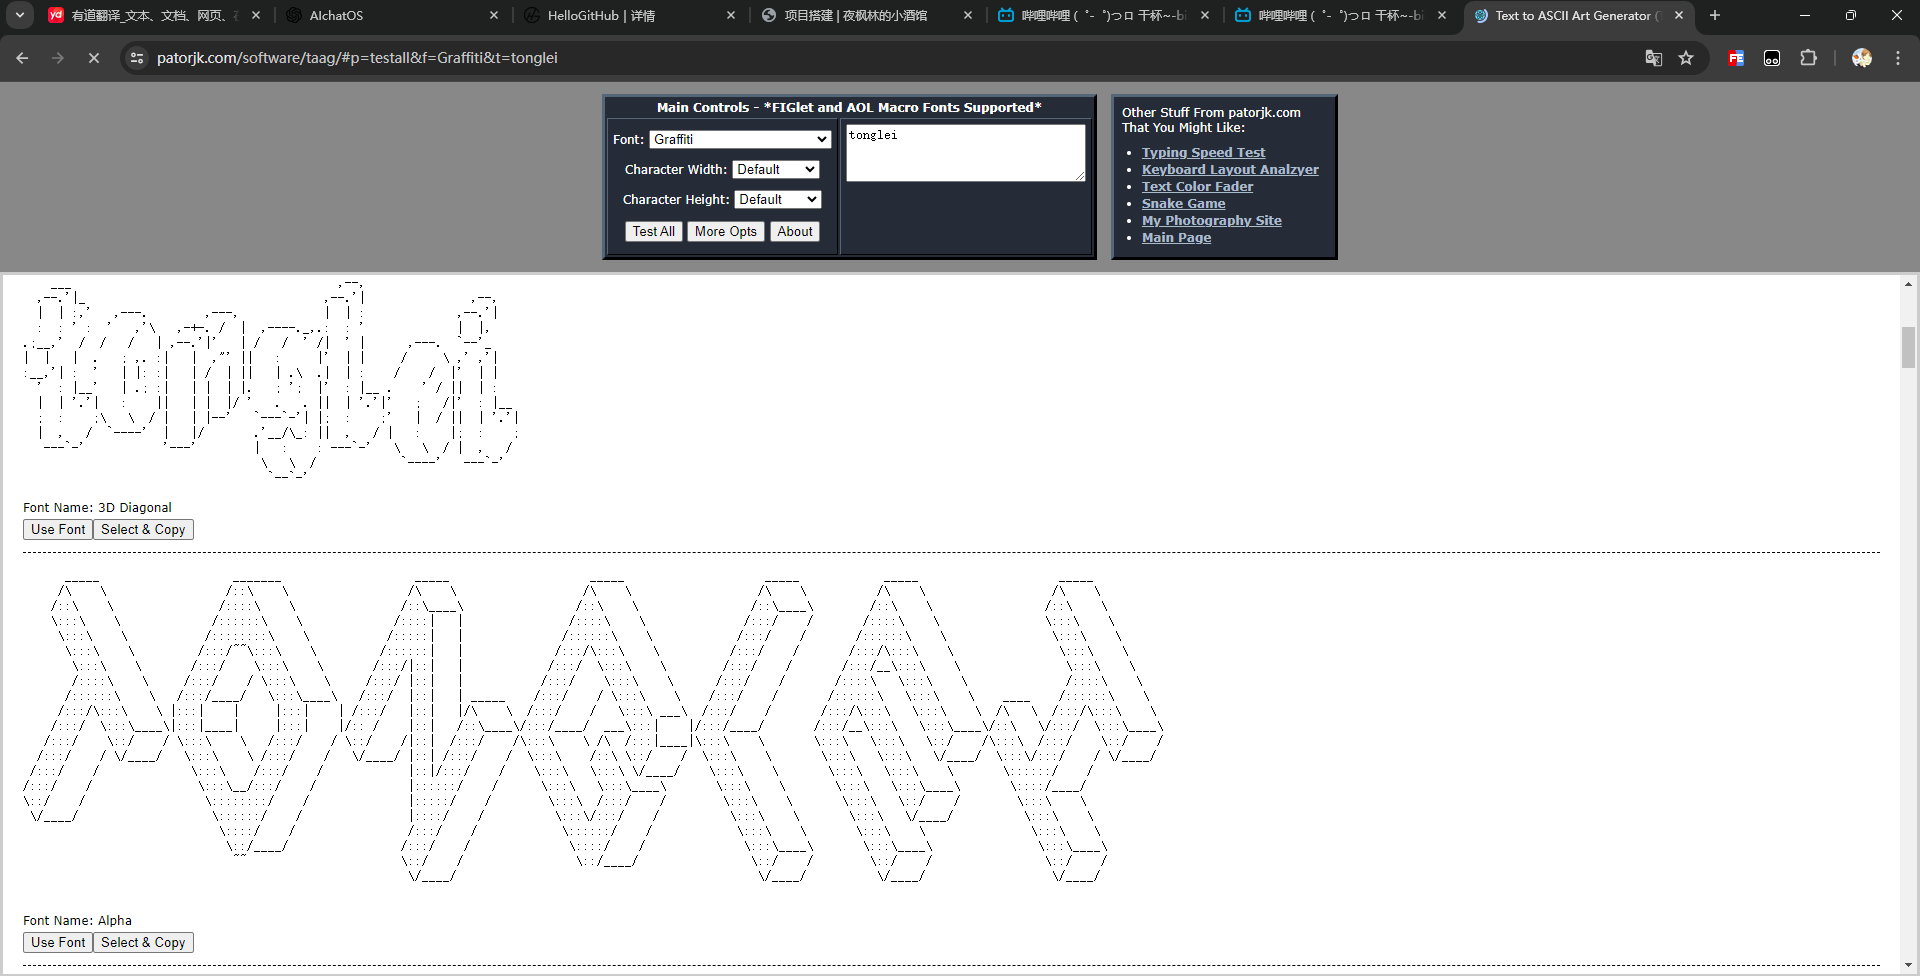 有道翻译_文本、文档、网页、
AIchatOS
HelloGitHub | 详情
项目搭建 | 夜枫林的小酒馆
哔哩哔哩 ( ゜- ゜)つロ 干杯~-bi
哔哩哔哩 ( ゜- ゜)つロ 干杯~-bi
Text to ASCII Art Generator (
patorjk.com/software/taag/#p=testall&f=Graffiti&t=tonglei
Main Controls - *FIGlet and AOL Macro Fonts Supported*
Font: Graffiti
Character Width: Default
Character Height: Default
Test All More Opts About
tonglei
Other Stuff From patorjk.com
That You Might Like:
Typing Speed Test
Keyboard Layout Analzyer
Text Color Fader
Snake Game
My Photography Site
Main Page
Font Name: 3D Diagonal
Use Font Select & Copy
Font Name: Alpha
Use Font Select & Copy